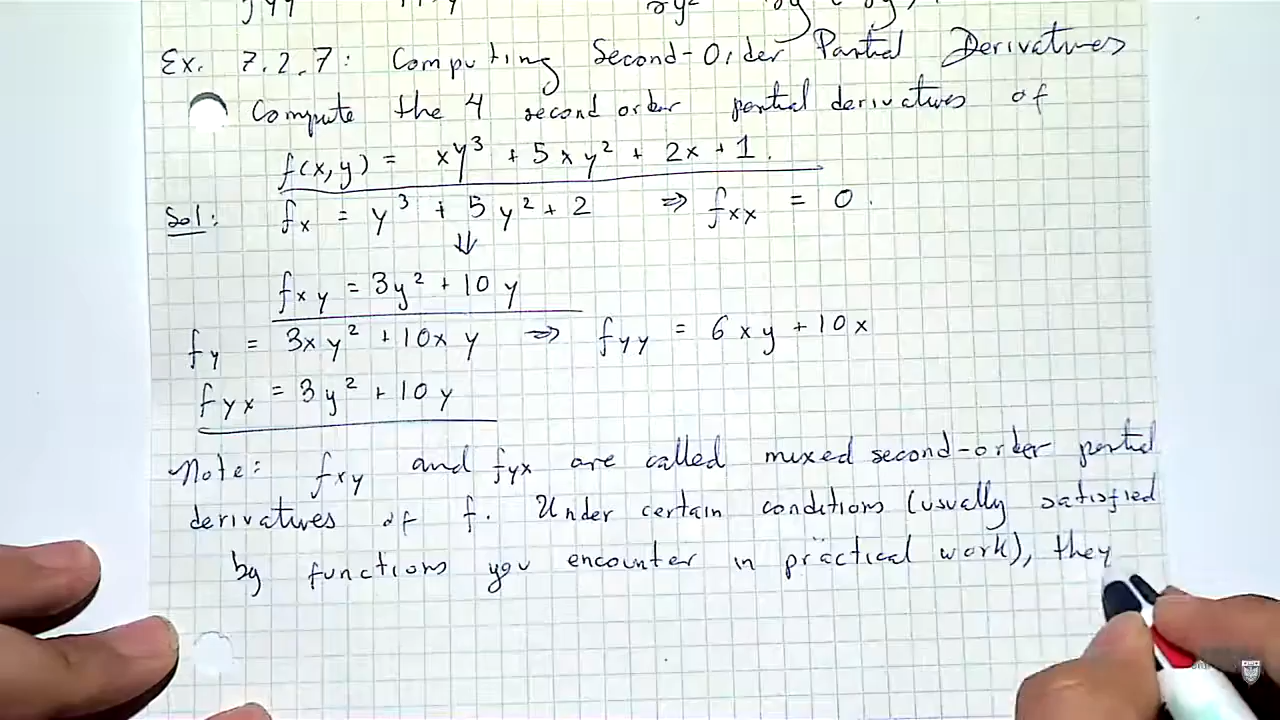 Ex. 7.2.7: Computing Second-Order Partial Derivatives
Compute the 4 second order partial derivatives of
f(x,y) = xy³ + 5xy² + 2x + 1.
Sol: fx = y³ + 5y² + 2 ⇒ fxx = 0.
⇓
fxy = 3y² + 10y
fy = 3xy² + 10xy ⇒ fyy = 6xy + 10x
fyx = 3y² + 10y
Note: fxy and fyx are called mixed second-order partial
derivatives of f. Under certain conditions (usually satisfied
by functions you encounter in practical work), they